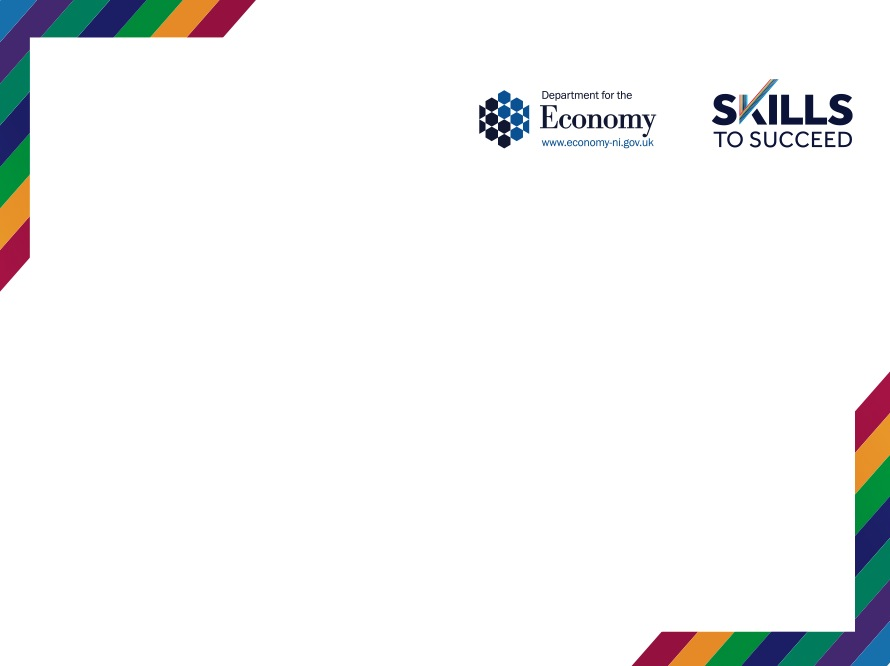 Department for the
Economy
www.economy-ni.gov.uk
SKILLS
TO SUCCEED